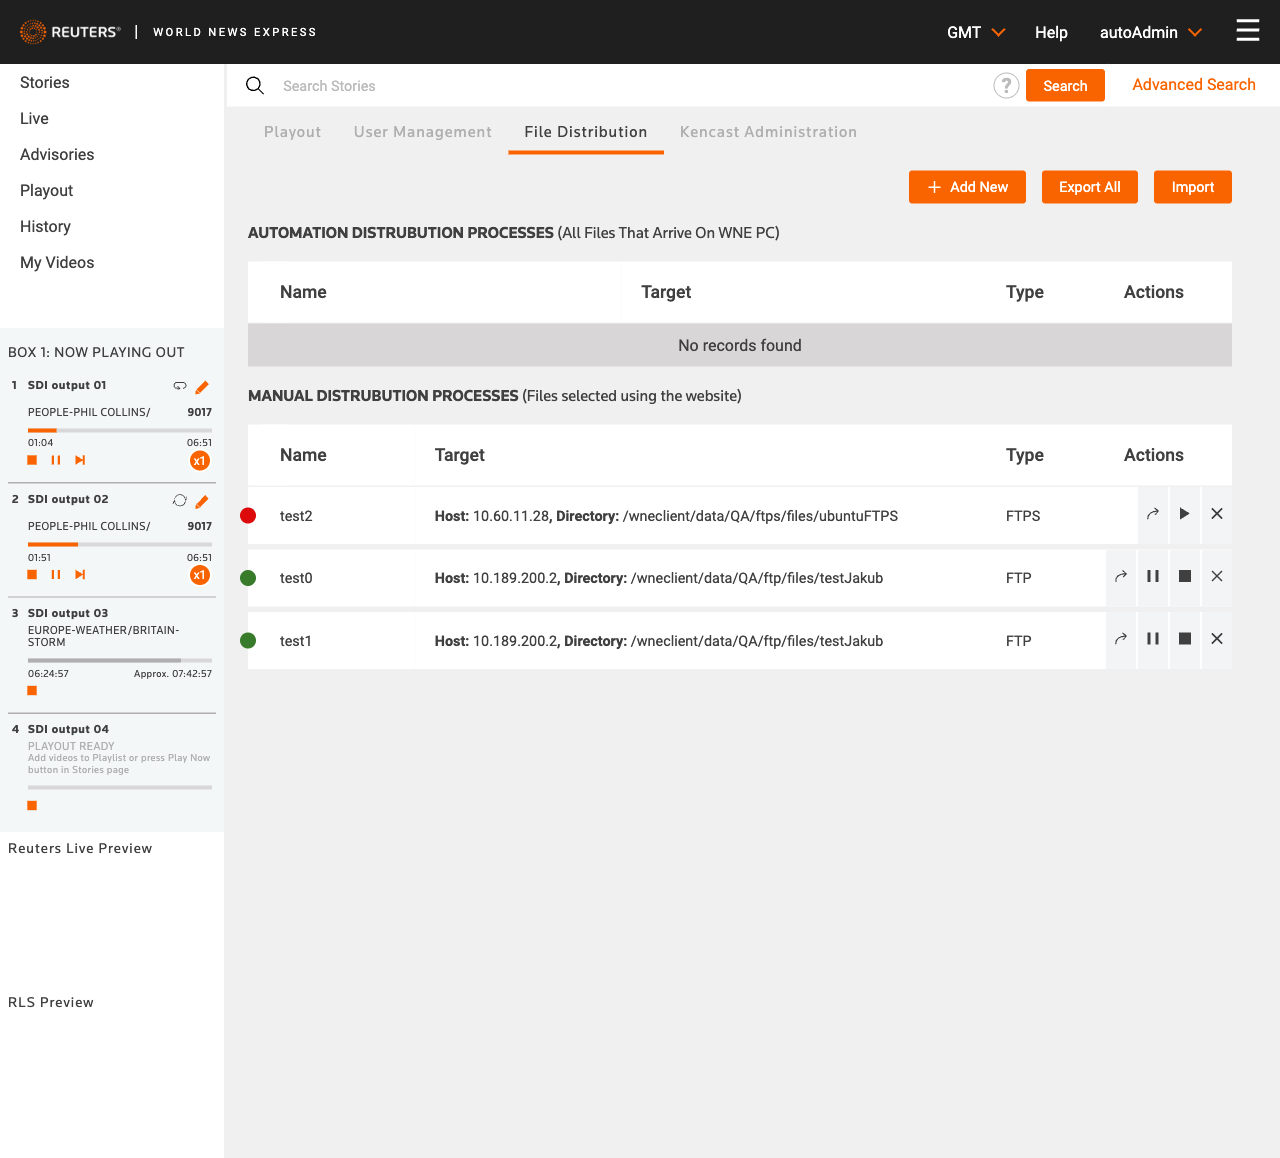 REUTERS® | WORLD NEWS EXPRESS
GMT
Help
autoAdmin
Stories
Live
Advisories
Playout
History
My Videos
Search Stories
?
Search
Advanced Search
Playout
User Management
File Distribution
Kencast Administration
+ Add New
Export All
Import
AUTOMATION DISTRUBUTION PROCESSES (All Files That Arrive On WNE PC)
Name Target Type Actions
No records found
MANUAL DISTRUBUTION PROCESSES (Files selected using the website)
Name Target Type Actions
test2 Host: 10.60.11.28, Directory: /wneclient/data/QA/ftps/files/ubuntuFTPS FTPS
test0 Host: 10.189.200.2, Directory: /wneclient/data/QA/ftp/files/testJakub FTP
test1 Host: 10.189.200.2, Directory: /wneclient/data/QA/ftp/files/testJakub FTP
BOX 1: NOW PLAYING OUT
1 SDI output 01
PEOPLE-PHIL COLLINS/ 9017
01:04 06:51
x1
2 SDI output 02
PEOPLE-PHIL COLLINS/ 9017
01:51 06:51
x1
3 SDI output 03
EUROPE-WEATHER/BRITAIN-
STORM
06:24:57 Approx. 07:42:57
4 SDI output 04
PLAYOUT READY
Add videos to Playlist or press Play Now
button in Stories page
Reuters Live Preview
RLS Preview